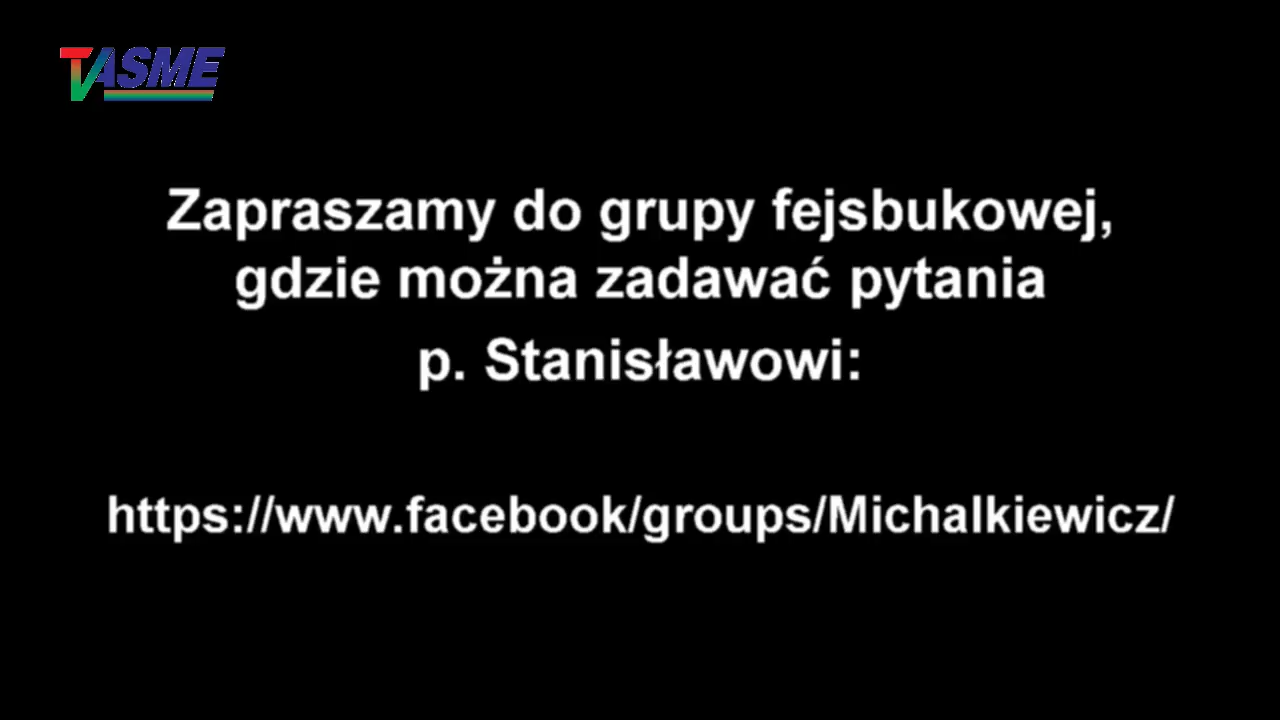 TASME
Zapraszamy do grupy fejsbukowej,
gdzie można zadawać pytania
p. Stanisławowi:
https://www.facebook/groups/Michalkiewicz/